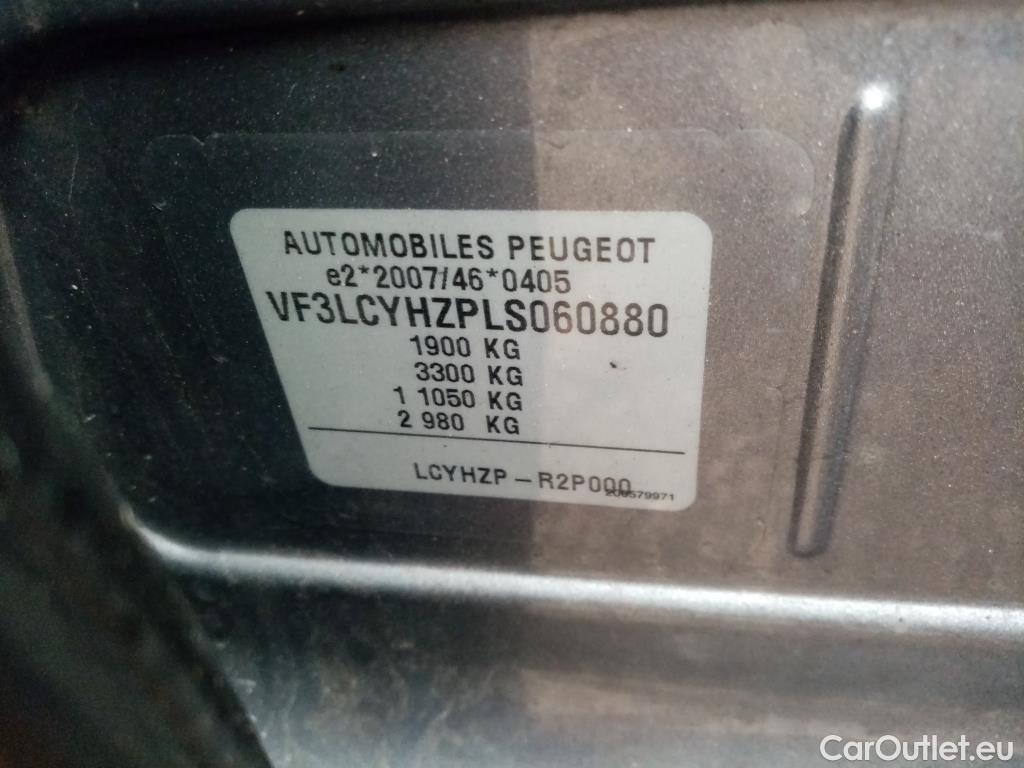 AUTOMOBILES PEUGEOT
e2*2007/46*0405
VF3LCYHZPLS060880
1900 KG
3300 KG
1 1050 KG
2 980 KG
LCYHZP - R2P000
CarOutlet.eu